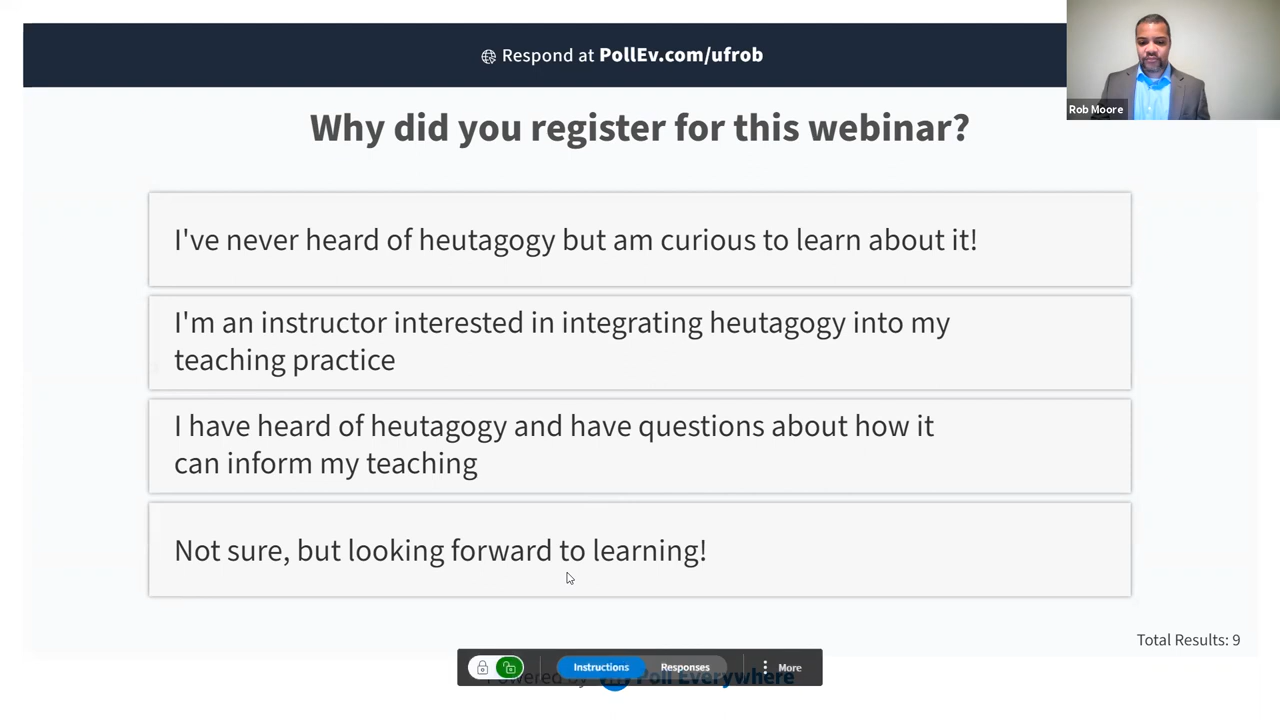 Respond at PollEv.com/ufrob
Rob Moore
Why did you register for this webinar?
I've never heard of heutagogy but am curious to learn about it!
I'm an instructor interested in integrating heutagogy into my
teaching practice
I have heard of heutagogy and have questions about how it
can inform my teaching
Not sure, but looking forward to learning!
Total Results: 9
Instructions Responses More
Powered by Poll Everywhere